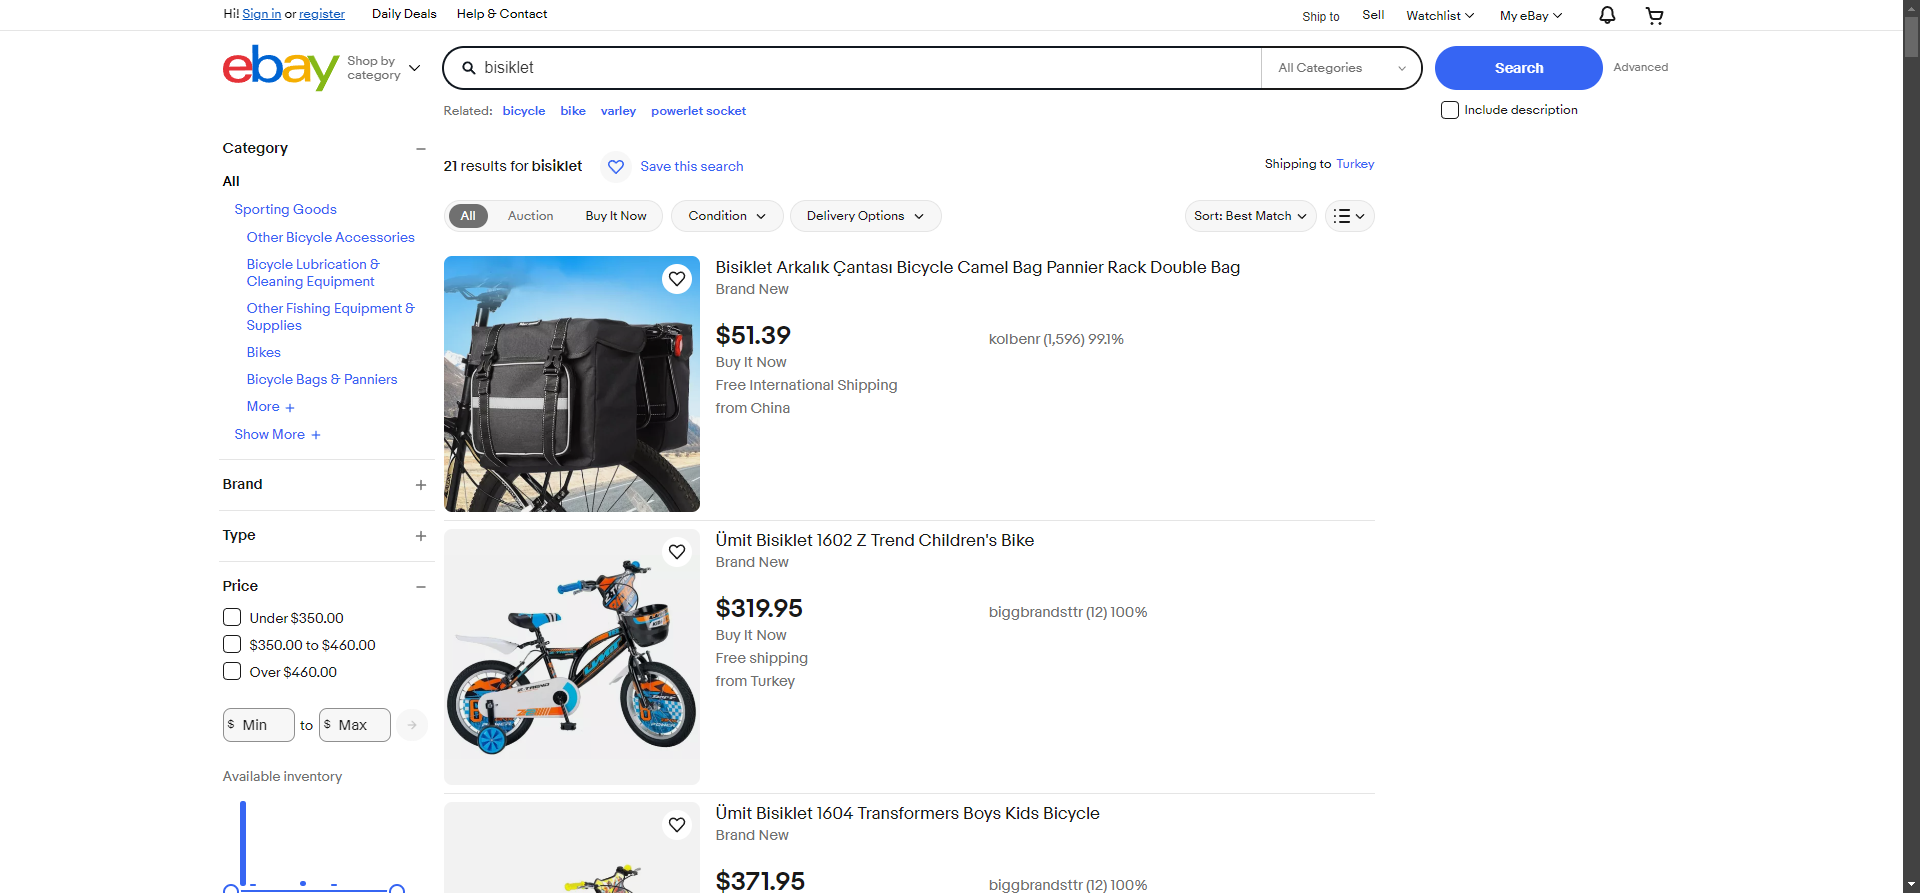 Hi! Sign in or register
Daily Deals
Help & Contact
Ship to
Sell
Watchlist
My eBay
ebay
Shop by
category
bisiklet
All Categories
Search
Advanced
Related: bicycle bike varley powerlet socket
Include description
Category
All
Sporting Goods
Other Bicycle Accessories
Bicycle Lubrication &
Cleaning Equipment
Other Fishing Equipment &
Supplies
Bikes
Bicycle Bags & Panniers
More
Show More
Brand
Type
Price
Under $350.00
$350.00 to $460.00
Over $460.00
$ Min to $ Max
Available inventory
21 results for bisiklet
Save this search
Shipping to Turkey
All
Auction
Buy It Now
Condition
Delivery Options
Sort: Best Match
Bisiklet Arkalık Çantası Bicycle Camel Bag Pannier Rack Double Bag
Brand New
$51.39
kolbenr (1,596) 99.1%
Buy It Now
Free International Shipping
from China
Ümit Bisiklet 1602 Z Trend Children's Bike
Brand New
$319.95
biggbrandsttr (12) 100%
Buy It Now
Free shipping
from Turkey
Z-TREND
Ümit Bisiklet 1604 Transformers Boys Kids Bicycle
Brand New
$371.95
biggbrandsttr (12) 100%